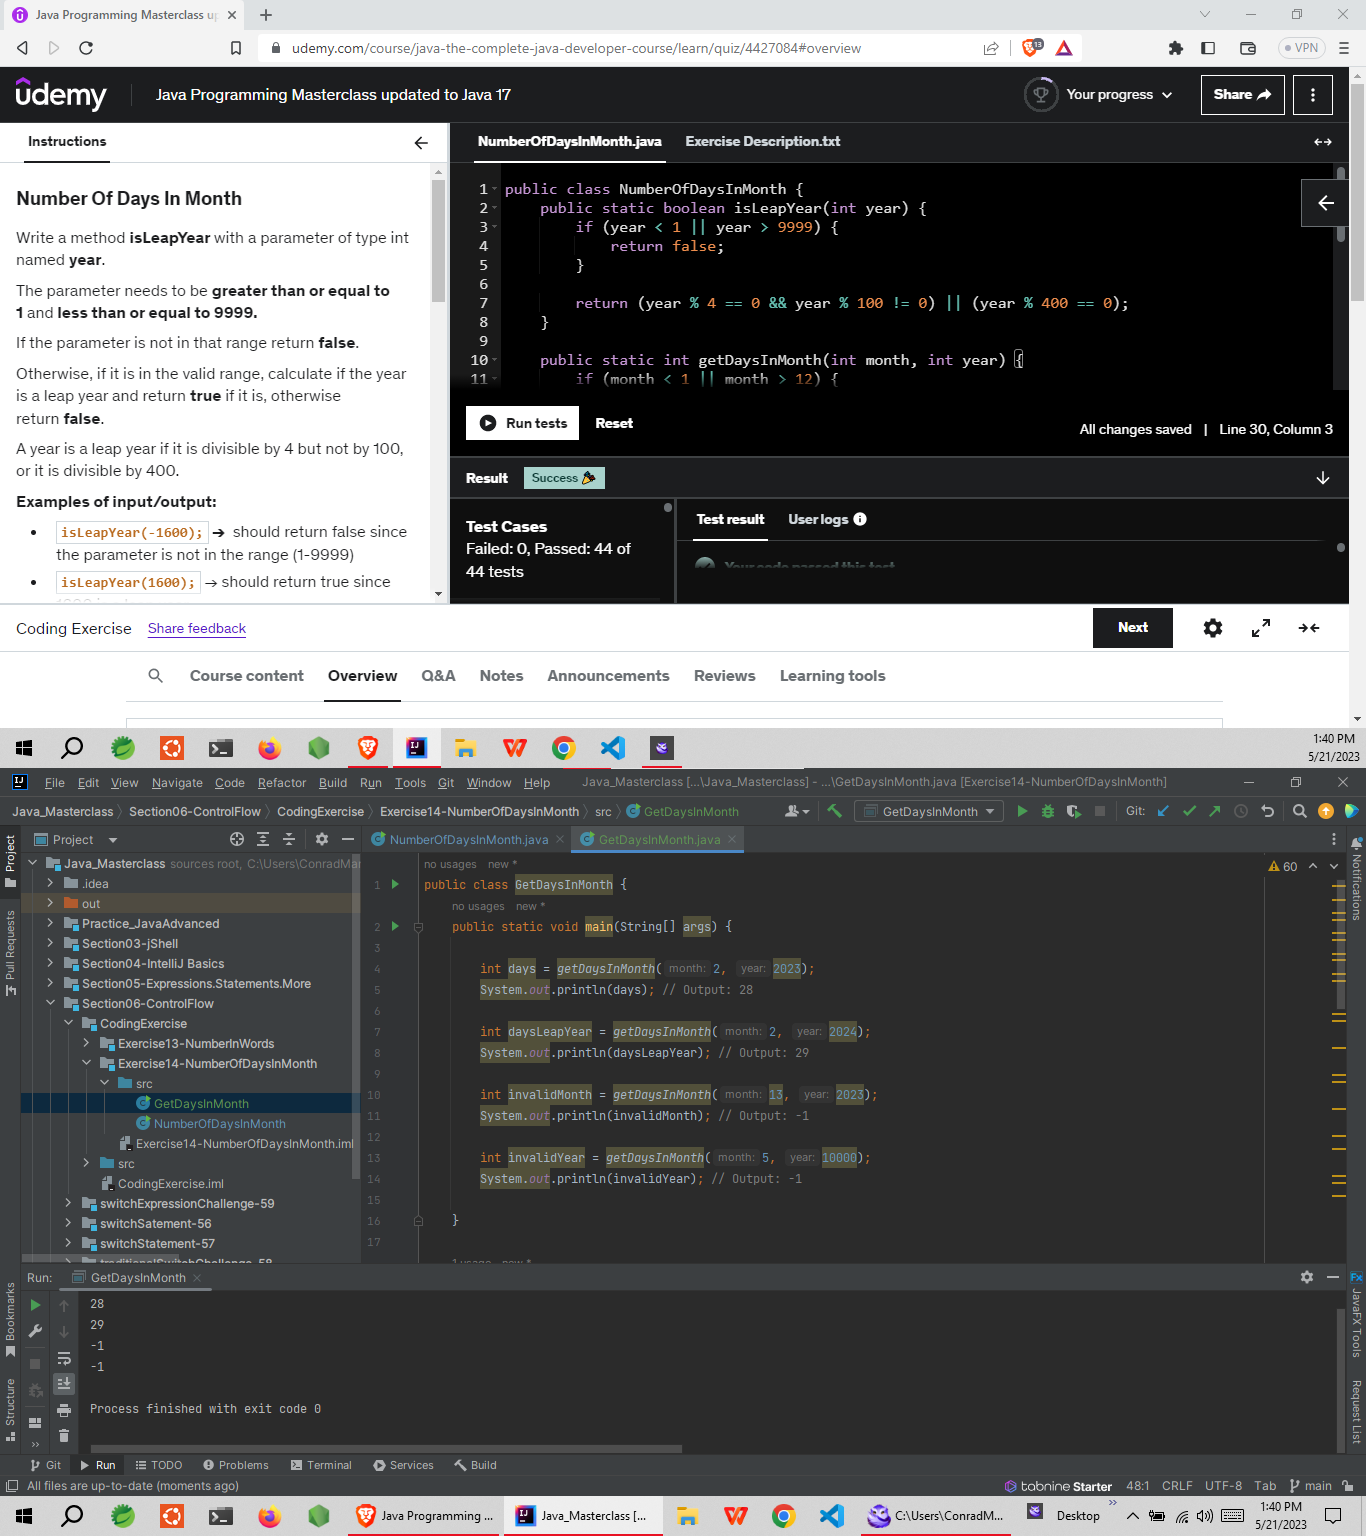 Java Programming Masterclass up
udemy.com/course/java-the-complete-java-developer-course/learn/quiz/4427084#overview
13
VPN
ûdemy
Java Programming Masterclass updated to Java 17
Your progress
Share
Instructions
NumberOfDaysInMonth.java
Exercise Description.txt
Number Of Days In Month
Write a method isLeapYear with a parameter of type int
named year.
The parameter needs to be greater than or equal to
1 and less than or equal to 9999.
If the parameter is not in that range return false.
Otherwise, if it is in the valid range, calculate if the year
is a leap year and return true if it is, otherwise
return false.
A year is a leap year if it is divisible by 4 but not by 100,
or it is divisible by 400.
Examples of input/output:
• isLeapYear(-1600); → should return false since
the parameter is not in the range (1-9999)
• isLeapYear(1600); → should return true since
1 public class NumberOfDaysInMonth {
2 public static boolean isLeapYear(int year) {
3 if (year < 1 || year > 9999) {
4 return false;
5 }
6
7 return (year % 4 == 0 && year % 100 != 0) || (year % 400 == 0);
8 }
9
10 public static int getDaysInMonth(int month, int year) {
11 if (month < 1 || month > 12) {
Run tests
Reset
All changes saved | Line 30, Column 3
Result
Success
Test Cases
Failed: 0, Passed: 44 of
44 tests
Test result
User logs
Your code passed this test
Coding Exercise
Share feedback
Next
Course content
Overview
Q&A
Notes
Announcements
Reviews
Learning tools
1:40 PM
5/21/2023
File Edit View Navigate Code Refactor Build Run Tools Git Window Help
Java_Masterclass [...\Java_Masterclass] - ...\GetDaysInMonth.java [Exercise14-NumberOfDaysInMonth]
Java_Masterclass Section06-ControlFlow CodingExercise Exercise14-NumberOfDaysInMonth src GetDaysInMonth
GetDaysInMonth
Git:
Project
NumberOfDaysInMonth.java
GetDaysInMonth.java
Project
Pull Requests
Bookmarks
Structure
Java_Masterclass sources root, C:\Users\ConradMa
.idea
out
Practice_JavaAdvanced
Section03-jShell
Section04-IntelliJ Basics
Section05-Expressions.Statements.More
Section06-ControlFlow
CodingExercise
Exercise13-NumberInWords
Exercise14-NumberOfDaysInMonth
src
GetDaysInMonth
NumberOfDaysInMonth
Exercise14-NumberOfDaysInMonth.iml
src
CodingExercise.iml
switchExpressionChallenge-59
switchSatement-56
switchStatement-57
traditionalSwitchChallenge-58
60
no usages new *
1 public class GetDaysInMonth {
no usages new *
2 public static void main(String[] args) {
3
4 int days = getDaysInMonth( month: 2, year: 2023);
5 System.out.println(days); // Output: 28
6
7 int daysLeapYear = getDaysInMonth( month: 2, year: 2024);
8 System.out.println(daysLeapYear); // Output: 29
9
10 int invalidMonth = getDaysInMonth( month: 13, year: 2023);
11 System.out.println(invalidMonth); // Output: -1
12
13 int invalidYear = getDaysInMonth( month: 5, year: 10000);
14 System.out.println(invalidYear); // Output: -1
15
16 }
17
1 usage new *
Notifications
JavaFX Tools
Request List
Run: GetDaysInMonth
28
29
-1
-1
Process finished with exit code 0
Git Run TODO Problems Terminal Services Build
All files are up-to-date (moments ago)
tabnine Starter 48:1 CRLF UTF-8 Tab main
Java Programming ...
Java_Masterclass [...
C:\Users\ConradM...
Desktop
1:40 PM
5/21/2023